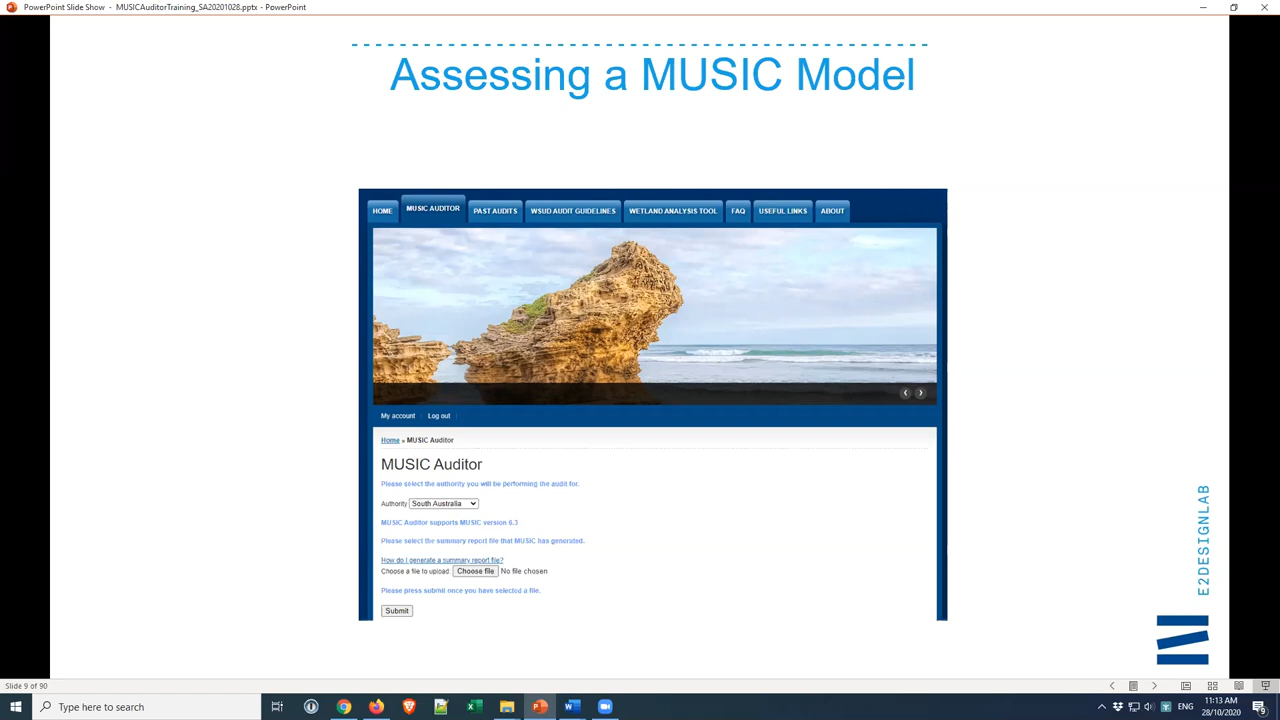 PowerPoint Slide Show - MUSICAuditorTraining_SA20201028.pptx - PowerPoint
Assessing a MUSIC Model
HOME MUSIC AUDITOR PAST AUDITS WSUD AUDIT GUIDELINES WETLAND ANALYSIS TOOL FAQ USEFUL LINKS ABOUT
My account Log out
Home » MUSIC Auditor
MUSIC Auditor
Please select the authority you will be performing the audit for.
Authority South Australia
MUSIC Auditor supports MUSIC version 6.3
Please select the summary report file that MUSIC has generated.
How do I generate a summary report file?
Choose a file to upload: Choose file No file chosen
Please press submit once you have selected a file.
Submit
E2DESIGNLAB
Slide 9 of 90
Type here to search
ENG
11:13 AM
28/10/2020